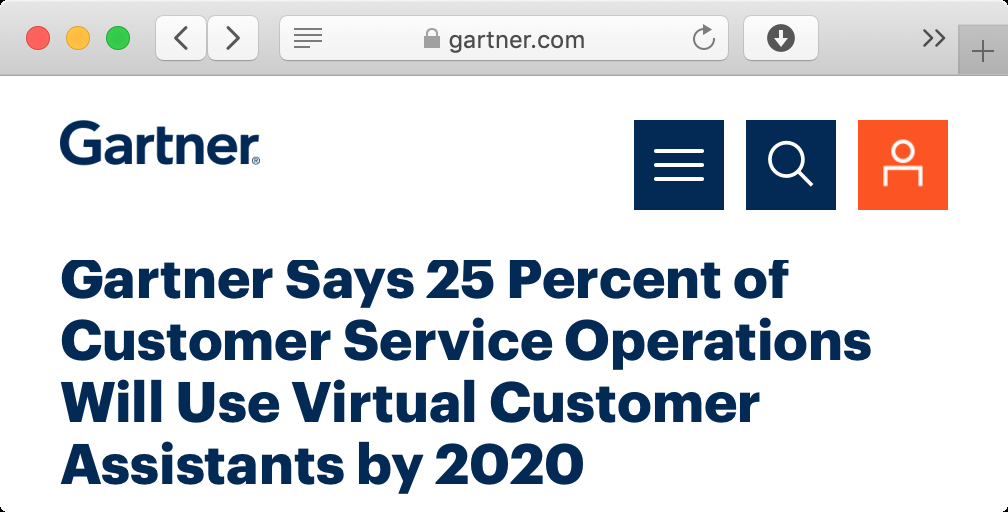 gartner.com
Gartner®
Gartner Says 25 Percent of
Customer Service Operations
Will Use Virtual Customer
Assistants by 2020